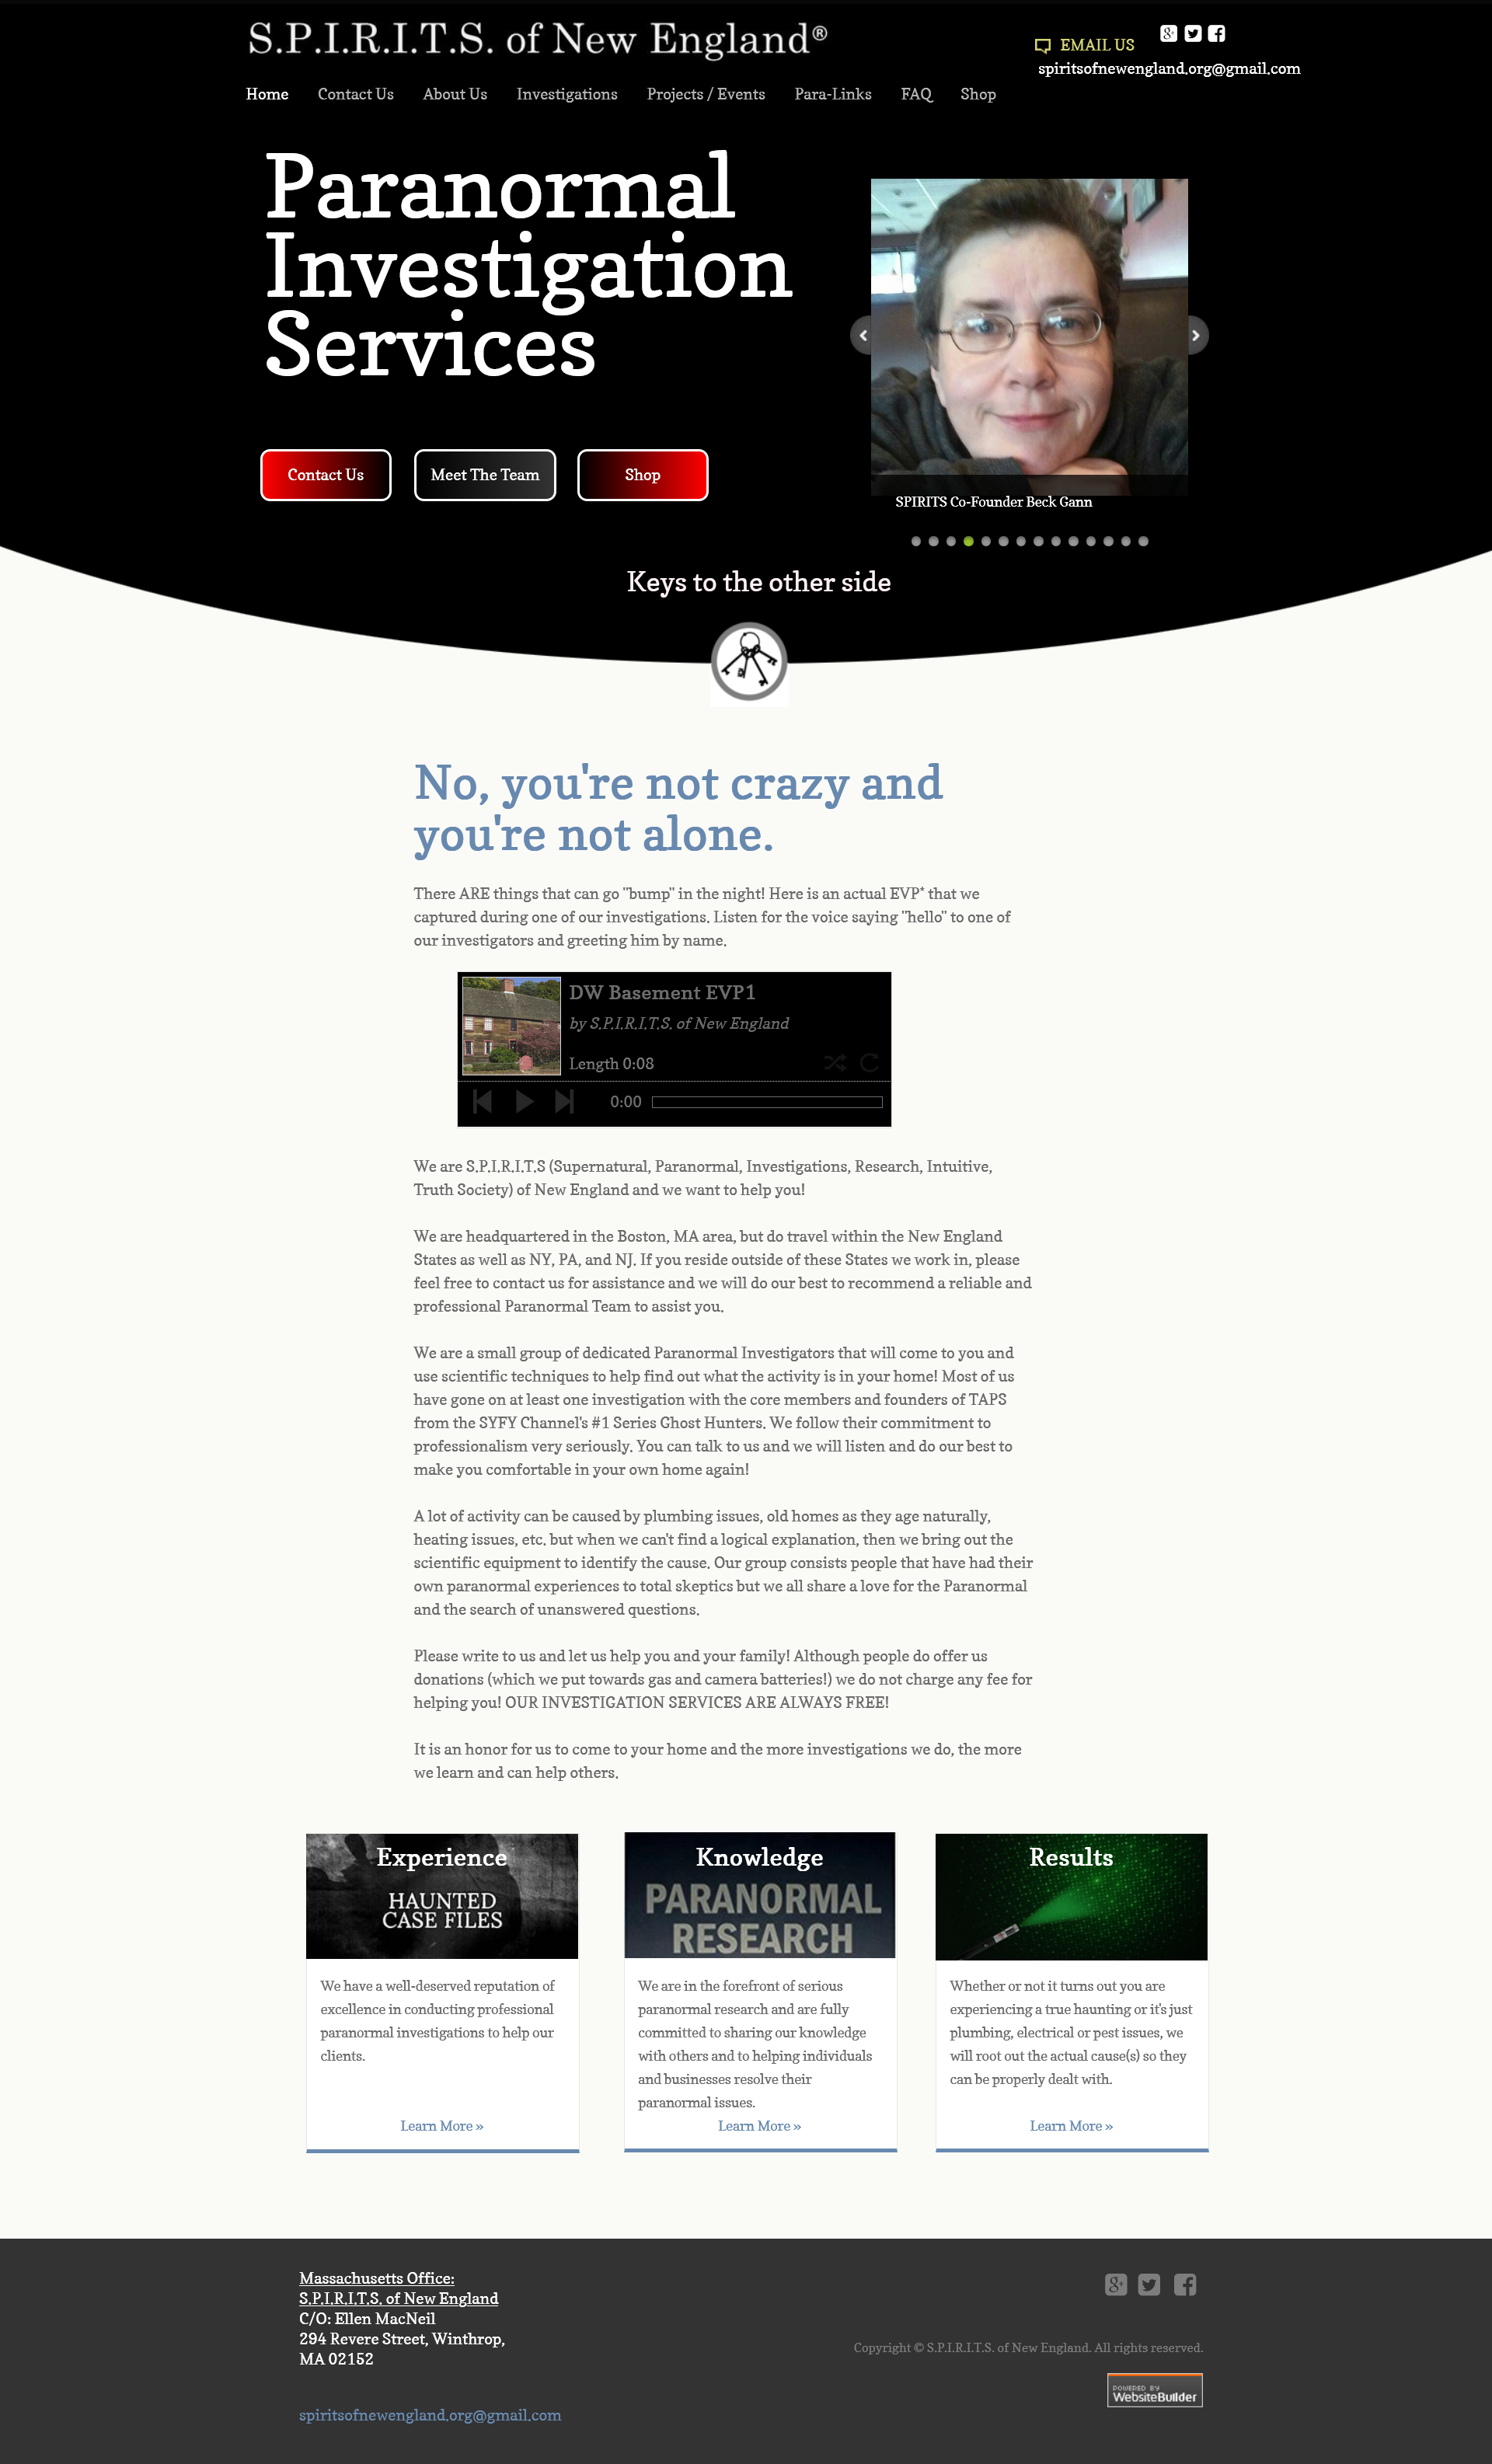 S.P.I.R.I.T.S. of New England®
EMAIL US
spiritsofnewengland.org@gmail.com
Home Contact Us About Us Investigations Projects / Events Para-Links FAQ Shop
Paranormal
Investigation
Services
Contact Us Meet The Team Shop
SPIRITS Co-Founder Beck Gann
Keys to the other side
No, you're not crazy and
you're not alone.
There ARE things that can go "bump" in the night! Here is an actual EVP* that we
captured during one of our investigations. Listen for the voice saying "hello" to one of
our investigators and greeting him by name.
DW Basement EVP1
by S.P.I.R.I.T.S. of New England
Length 0:08
0:00
We are S.P.I.R.I.T.S (Supernatural, Paranormal, Investigations, Research, Intuitive,
Truth Society) of New England and we want to help you!
We are headquartered in the Boston, MA area, but do travel within the New England
States as well as NY, PA, and NJ. If you reside outside of these States we work in, please
feel free to contact us for assistance and we will do our best to recommend a reliable and
professional Paranormal Team to assist you.
We are a small group of dedicated Paranormal Investigators that will come to you and
use scientific techniques to help find out what the activity is in your home! Most of us
have gone on at least one investigation with the core members and founders of TAPS
from the SYFY Channel's #1 Series Ghost Hunters. We follow their commitment to
professionalism very seriously. You can talk to us and we will listen and do our best to
make you comfortable in your own home again!
A lot of activity can be caused by plumbing issues, old homes as they age naturally,
heating issues, etc. but when we can't find a logical explanation, then we bring out the
scientific equipment to identify the cause. Our group consists people that have had their
own paranormal experiences to total skeptics but we all share a love for the Paranormal
and the search of unanswered questions.
Please write to us and let us help you and your family! Although people do offer us
donations (which we put towards gas and camera batteries!) we do not charge any fee for
helping you! OUR INVESTIGATION SERVICES ARE ALWAYS FREE!
It is an honor for us to come to your home and the more investigations we do, the more
we learn and can help others.
Experience
HAUNTED
CASE FILES
We have a well-deserved reputation of
excellence in conducting professional
paranormal investigations to help our
clients.
Learn More »
Knowledge
PARANORMAL
RESEARCH
We are in the forefront of serious
paranormal research and are fully
committed to sharing our knowledge
with others and to helping individuals
and businesses resolve their
paranormal issues.
Learn More »
Results
Whether or not it turns out you are
experiencing a true haunting or it's just
plumbing, electrical or pest issues, we
will root out the actual cause(s) so they
can be properly dealt with.
Learn More »
Massachusetts Office:
S.P.I.R.I.T.S. of New England
C/O: Ellen MacNeil
294 Revere Street, Winthrop,
MA 02152
spiritsofnewengland.org@gmail.com
Copyright © S.P.I.R.I.T.S. of New England. All rights reserved.
POWERED BY
WebsiteBuilder